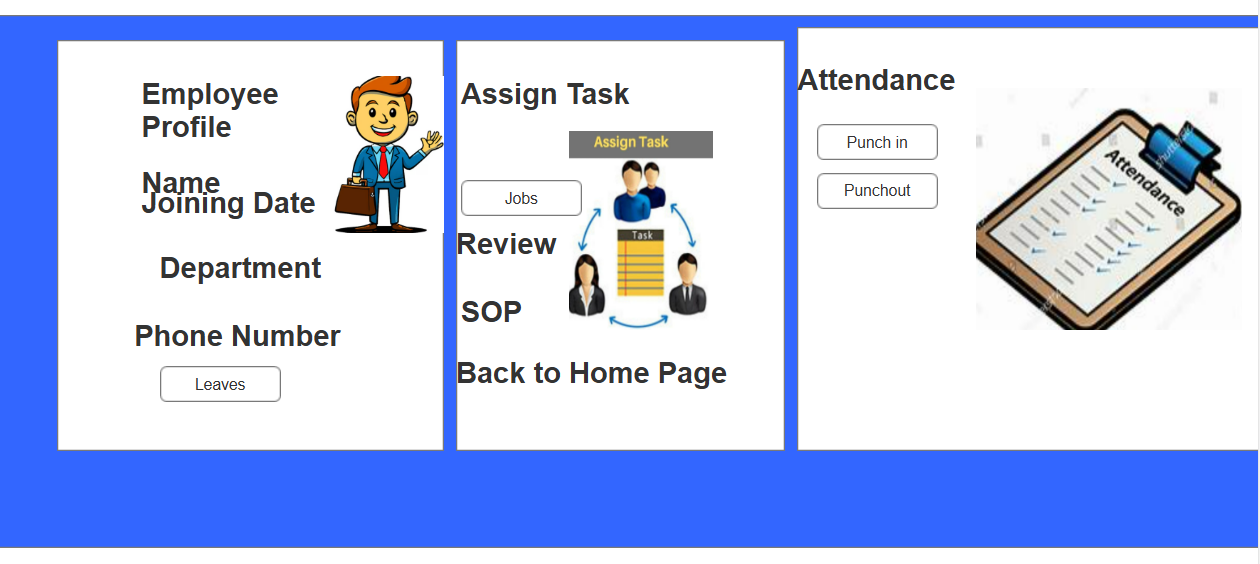 Employee
Profile
Name
Joining Date
Department
Phone Number
Leaves
Assign Task
Assign Task
Jobs
Task
Review
SOP
Back to Home Page
Attendance
Punch in
Punchout
Attendance